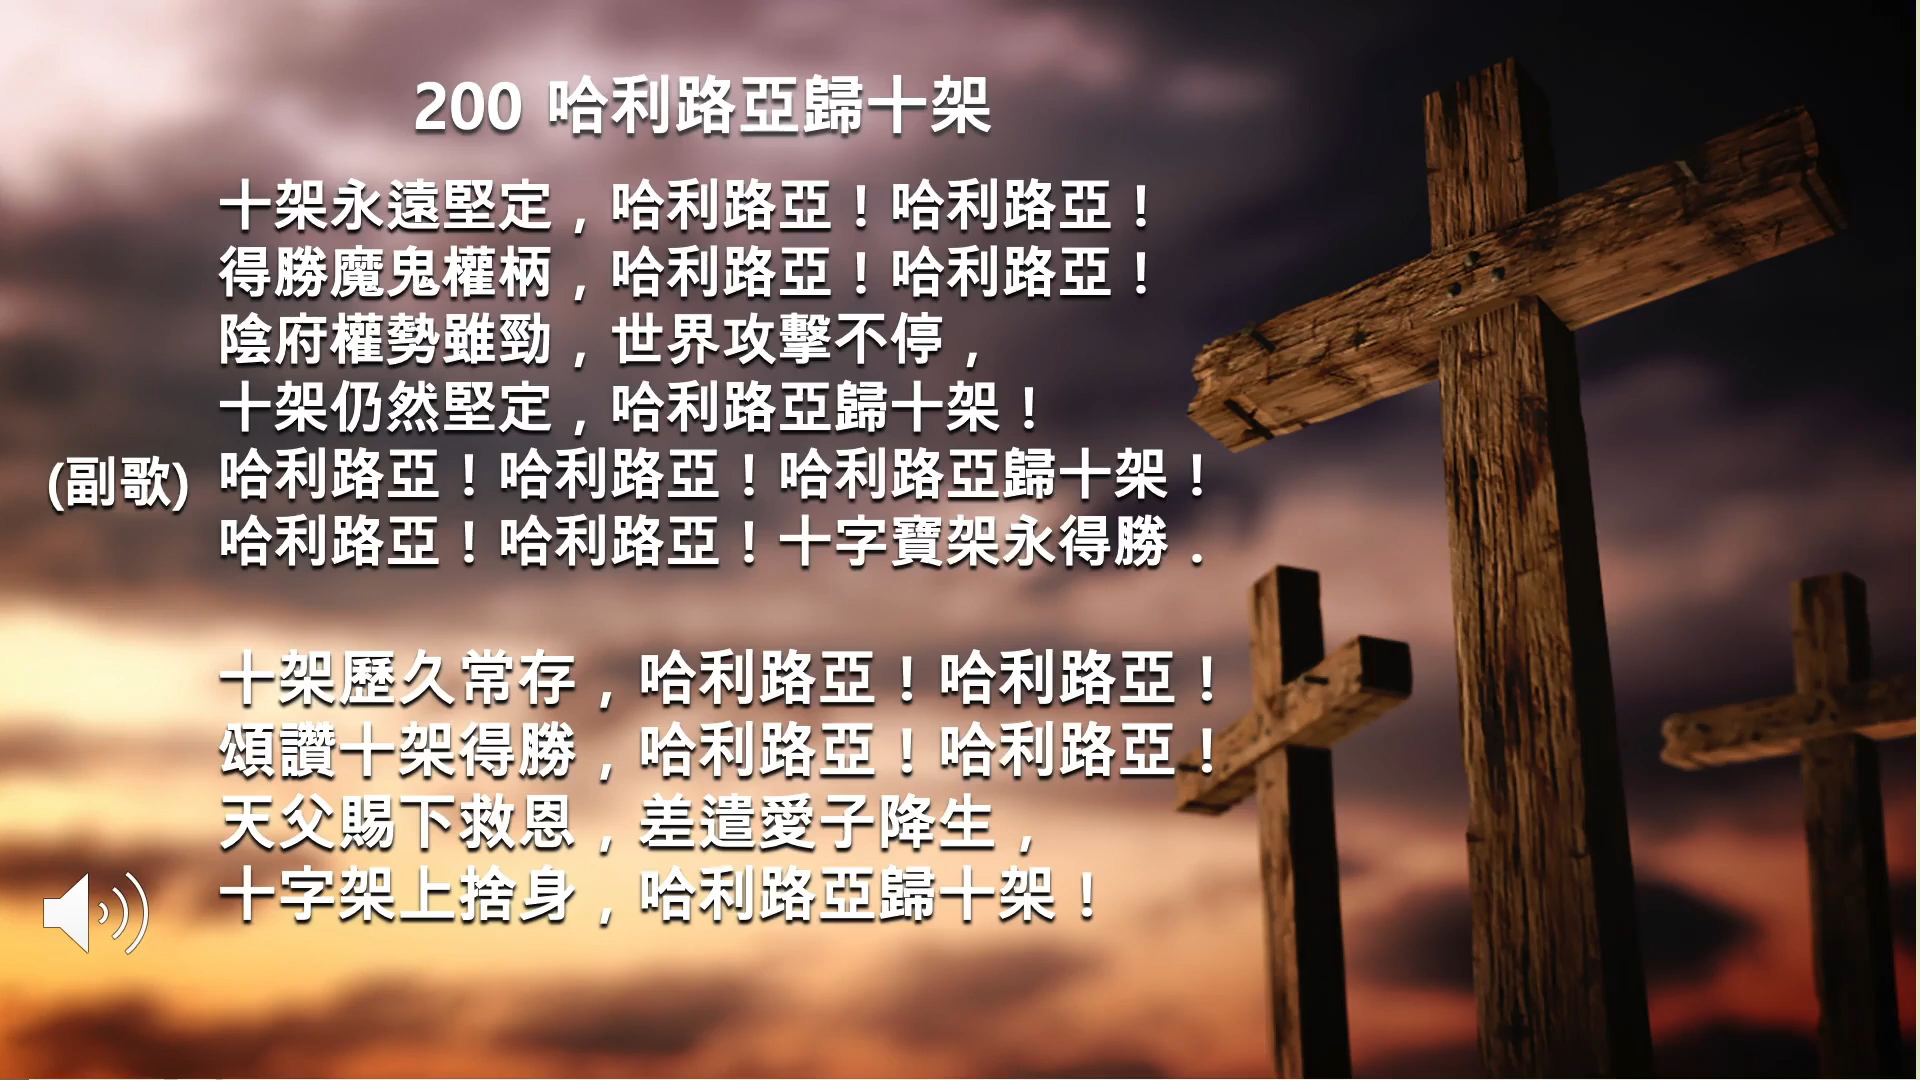 200 哈利路亞歸十架
十架永遠堅定，哈利路亞！哈利路亞！
得勝魔鬼權柄，哈利路亞！哈利路亞！
陰府權勢雖勁，世界攻擊不停，
十架仍然堅定，哈利路亞歸十架！
(副歌) 哈利路亞！哈利路亞！哈利路亞歸十架！
哈利路亞！哈利路亞！十字寶架永得勝．
十架歷久常存，哈利路亞！哈利路亞！
頌讚十架得勝，哈利路亞！哈利路亞！
天父賜下救恩，差遣愛子降生，
十字架上捨身，哈利路亞歸十架！